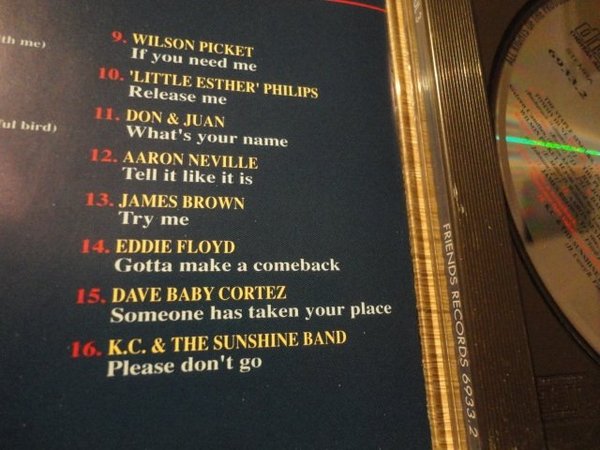 th me)
ful bird)
9. WILSON PICKET
If you need me
10. 'LITTLE ESTHER' PHILIPS
Release me
11. DON & JUAN
What's your name
12. AARON NEVILLE
Tell it like it is
13. JAMES BROWN
Try me
14. EDDIE FLOYD
Gotta make a comeback
15. DAVE BABY CORTEZ
Someone has taken your place
16. K.C. & THE SUNSHINE BAND
Please don't go
FRIENDS RECORDS 6933.2